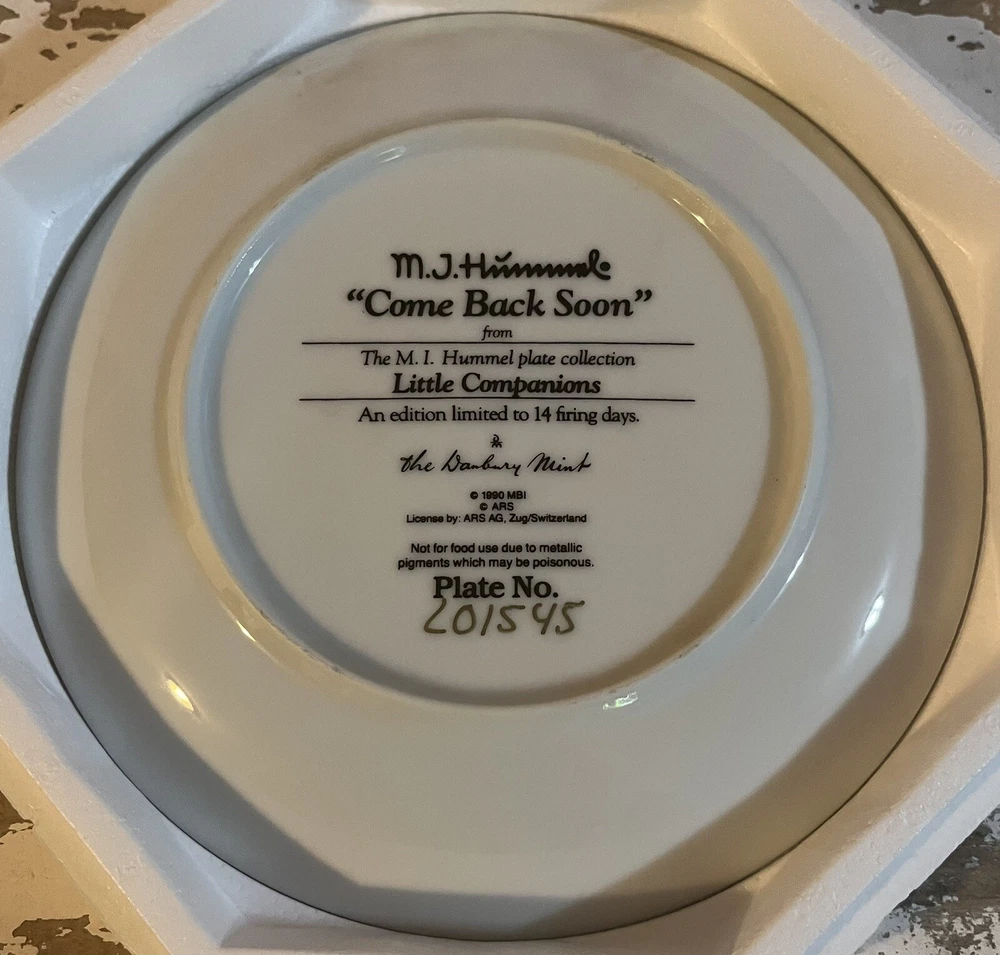 M.J.Hummel
“Come Back Soon”
from
The M. I. Hummel plate collection
Little Companions
An edition limited to 14 firing days.
the Danbury Mint
© 1990 MBI
© ARS
License by: ARS AG, Zug/Switzerland
Not for food use due to metallic
pigments which may be poisonous.
Plate No.
201545